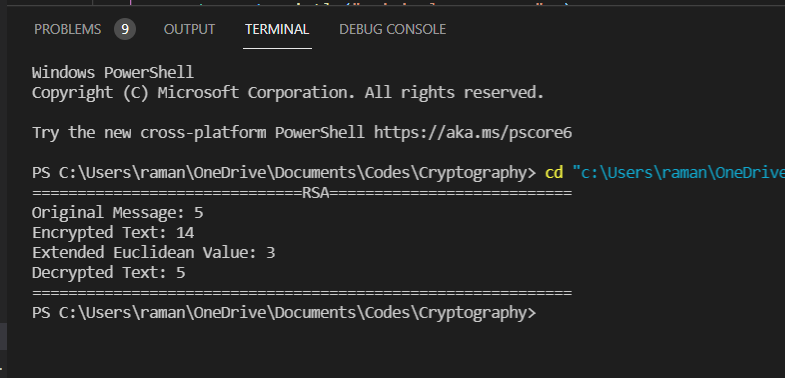 PROBLEMS 9 OUTPUT TERMINAL DEBUG CONSOLE
Windows PowerShell
Copyright (C) Microsoft Corporation. All rights reserved.
Try the new cross-platform PowerShell https://aka.ms/pscore6
PS C:\Users\raman\OneDrive\Documents\Codes\Cryptography> cd "c:\Users\raman\OneDrive
==============================RSA===========================
Original Message: 5
Encrypted Text: 14
Extended Euclidean Value: 3
Decrypted Text: 5
============================================================
PS C:\Users\raman\OneDrive\Documents\Codes\Cryptography>